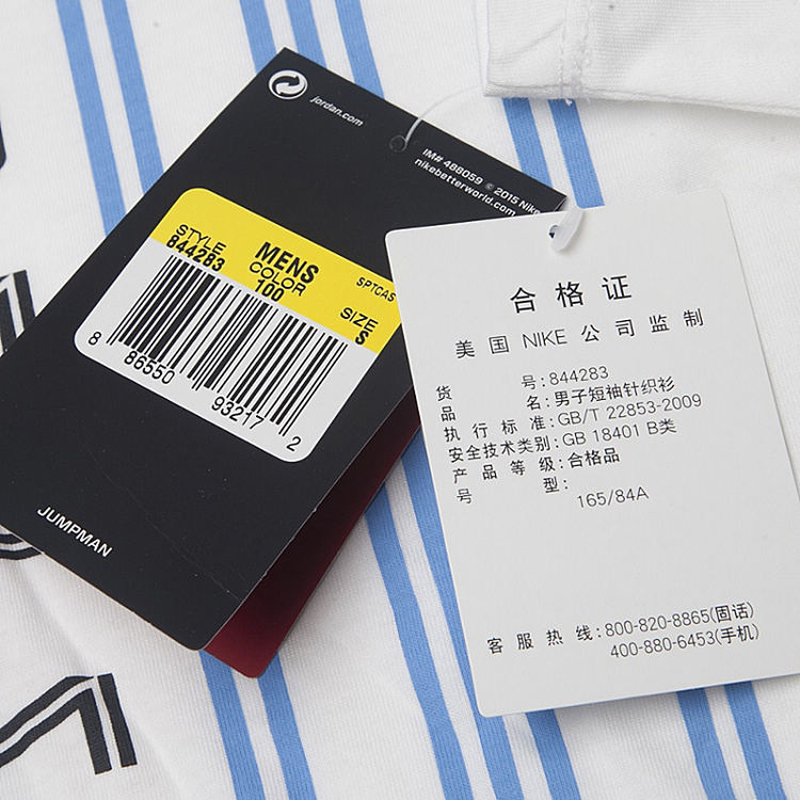 jordan.com
IM# 488059 © 2015 Nike
nikebetterworld.com
STYLE
844283
MENS
COLOR
100
SPTCAS
SIZE
S
8 86550 93217 2
JUMPMAN
合格证
美国NIKE公司监制
货号:844283
品名:男子短袖针织衫
执行标准:GB/T 22853-2009
安全技术类别:GB 18401 B类
产品等级:合格品
号型:
165/84A
客服热线:800-820-8865(固话)
400-880-6453(手机)